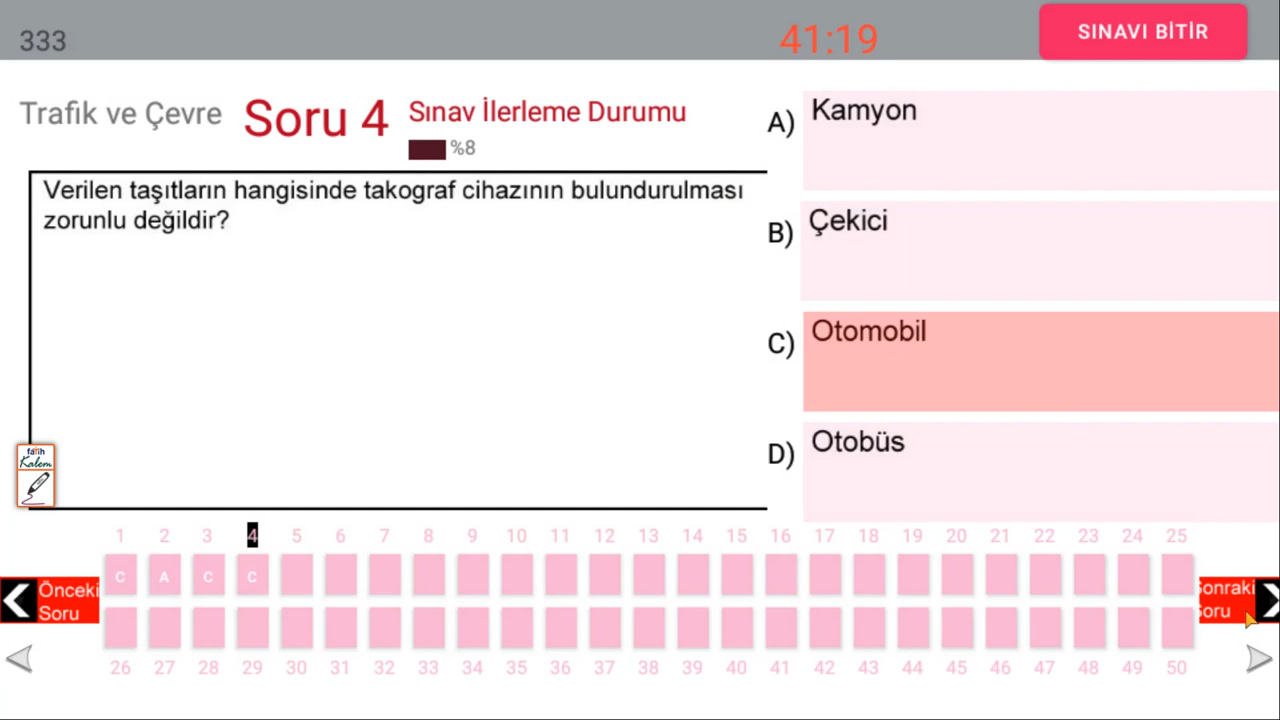 333
41:19
SINAVI BİTİR
Trafik ve Çevre
Soru 4
Sınav İlerleme Durumu
%8
Verilen taşıtların hangisinde takograf cihazının bulundurulması
zorunlu değildir?
A) Kamyon
B) Çekici
C) Otomobil
D) Otobüs
fatih
Kalem
1 2 3 4 5 6 7 8 9 10 11 12 13 14 15 16 17 18 19 20 21 22 23 24 25
C A C C
Önceki
Soru
Sonraki
Soru
26 27 28 29 30 31 32 33 34 35 36 37 38 39 40 41 42 43 44 45 46 47 48 49 50